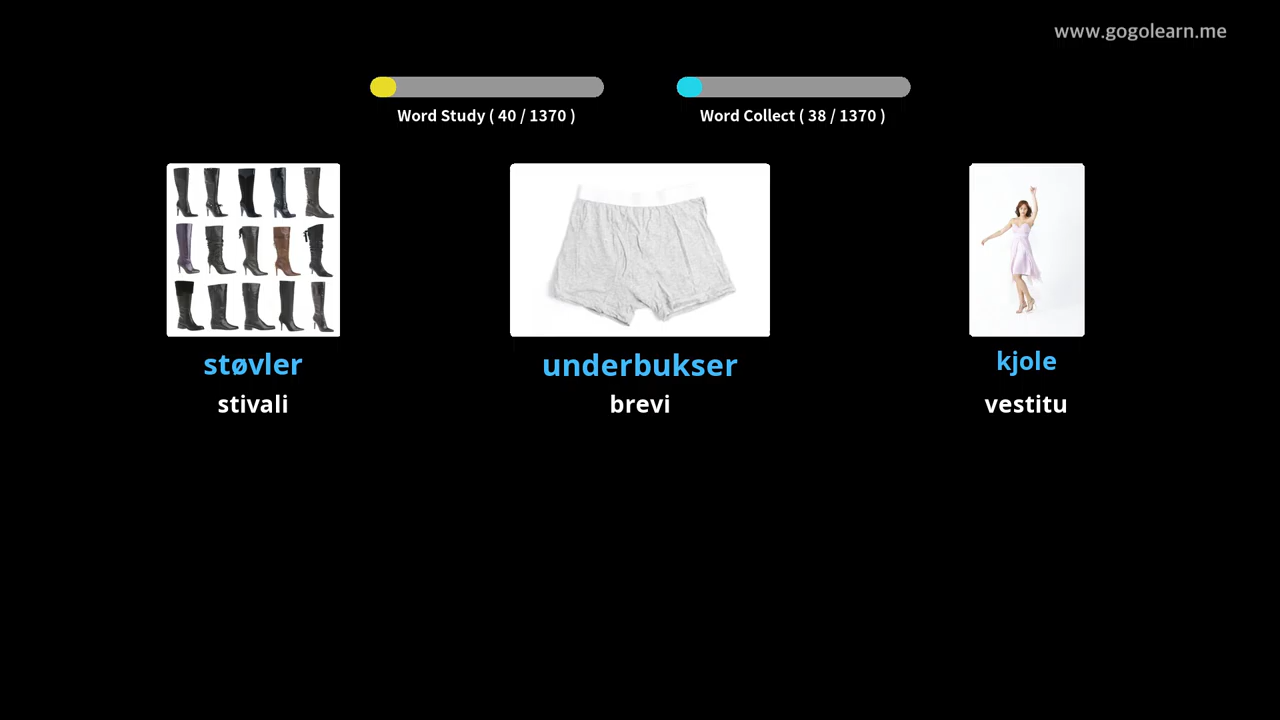 www.gogolearn.me
Word Study ( 40 / 1370 )
Word Collect ( 38 / 1370 )
støvler
underbukser
kjole
stivali
brevi
vestitu